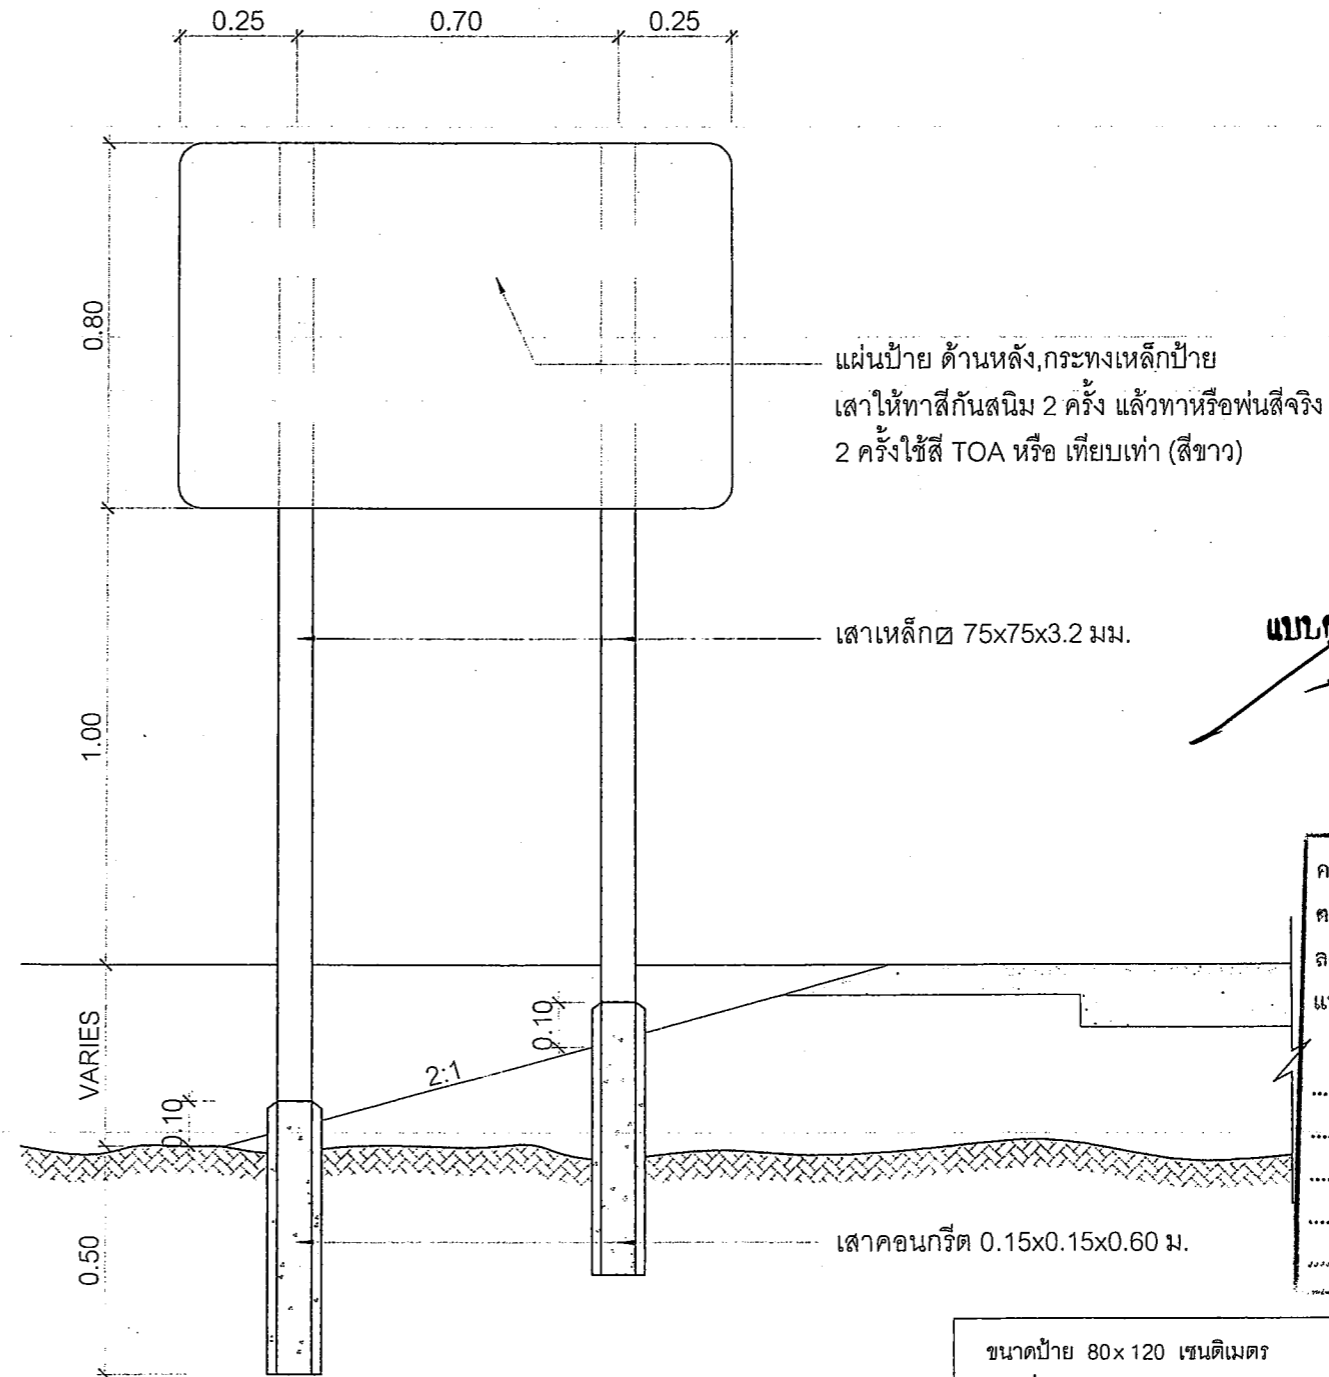 0.25 0.70 0.25
0.80
แผ่นป้าย ด้านหลัง,กระทงเหล็กป้าย
เสาให้ทาสีกันสนิม 2 ครั้ง แล้วทาหรือพ่นสีจริง
2 ครั้งใช้สี TOA หรือ เทียบเท่า (สีขาว)
เสาเหล็ก 75x75x3.2 มม.
1.00
VARIES
0.10
2:1
0.10
0.50
เสาคอนกรีต 0.15x0.15x0.60 ม.
ขนาดป้าย 80x120 เซนติเมตร